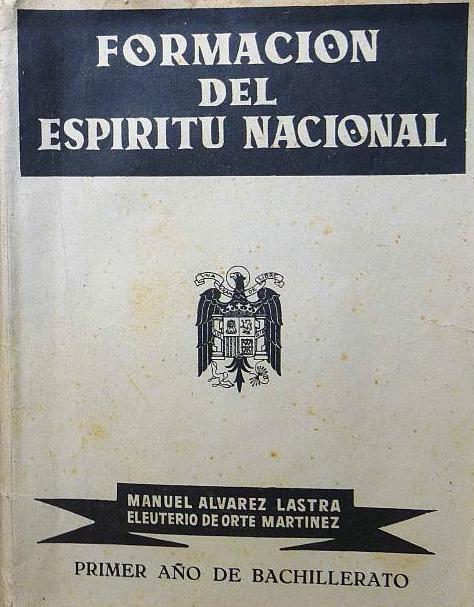 FORMACION
DEL
ESPIRITU NACIONAL
UNA GRANDE LIBRE
MANUEL ALVAREZ LASTRA
ELEUTERIO DE ORTE MARTINEZ
PRIMER AÑO DE BACHILLERATO